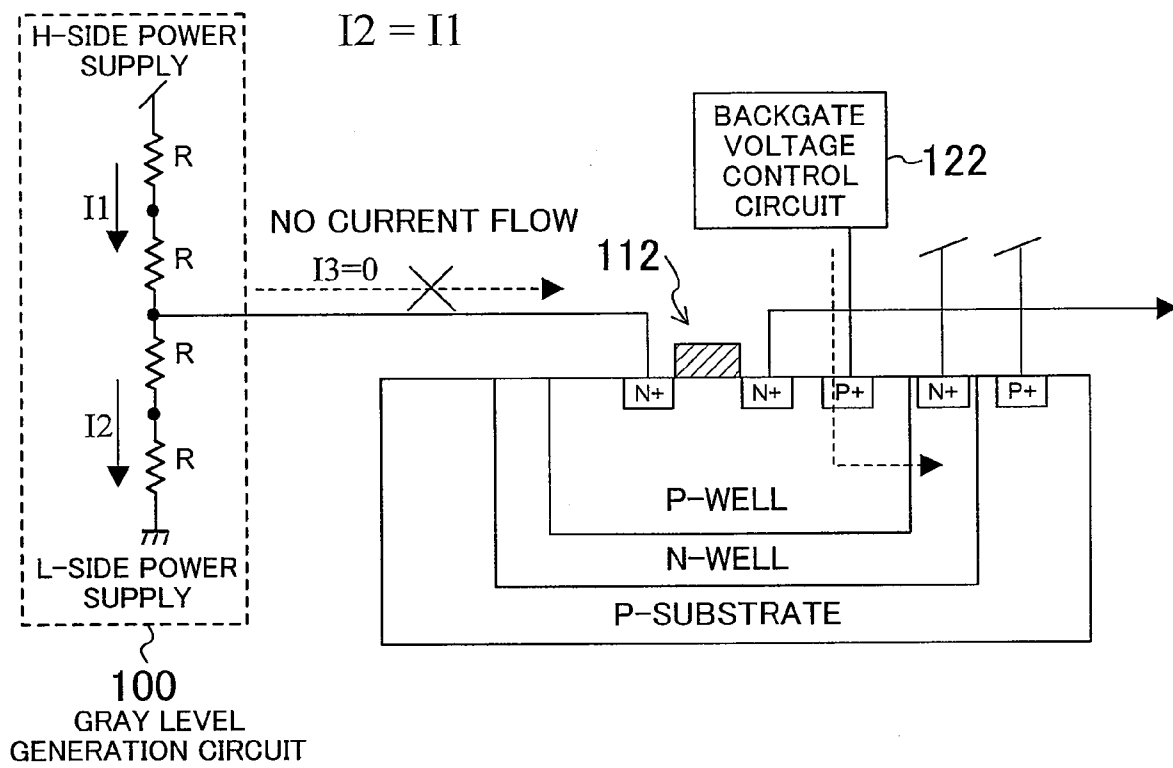 H-SIDE POWER
SUPPLY
I2 = I1
R
I1
R
NO CURRENT FLOW
I3=0
BACKGATE
VOLTAGE
CONTROL
CIRCUIT
122
112
R
I2
R
N+
N+
P+
N+
P+
P-WELL
N-WELL
P-SUBSTRATE
L-SIDE POWER
SUPPLY
100
GRAY LEVEL
GENERATION CIRCUIT